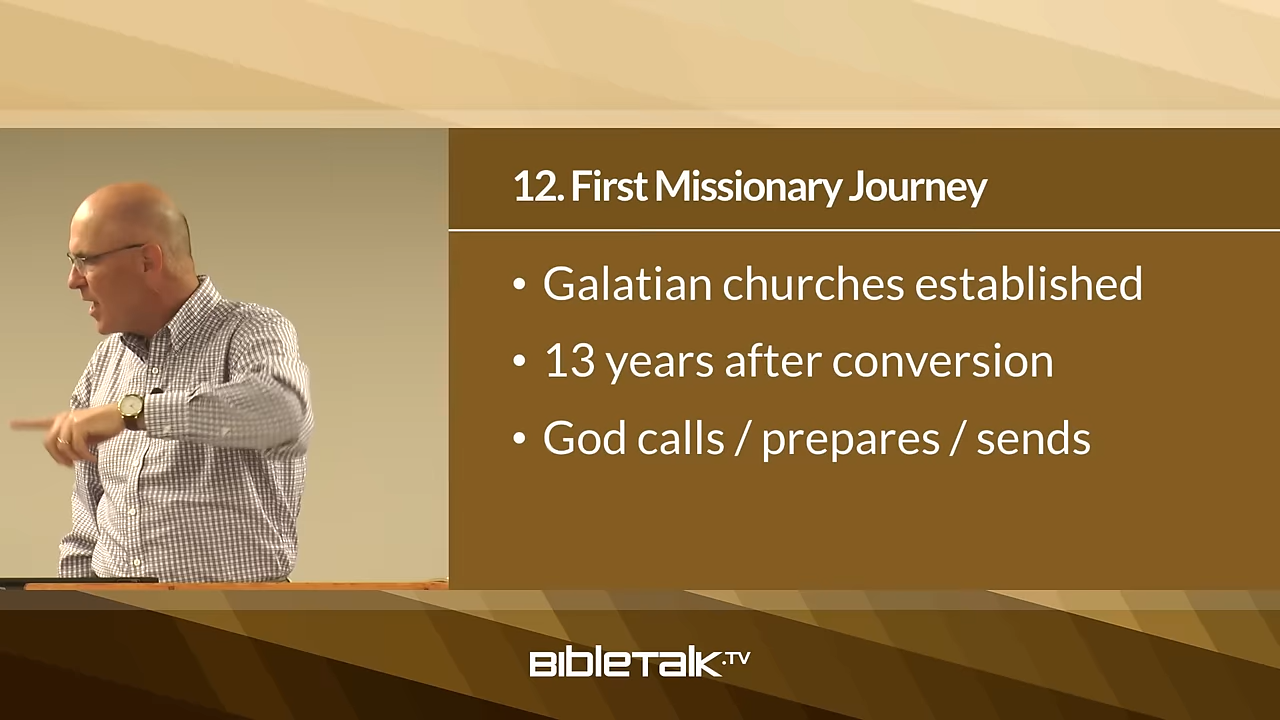 12. First Missionary Journey
• Galatian churches established
• 13 years after conversion
• God calls / prepares / sends
BibleTalk.TV